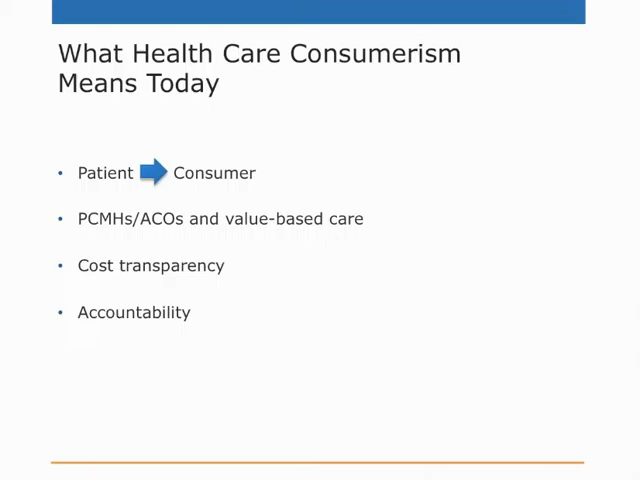 What Health Care Consumerism
Means Today
• Patient Consumer
• PCMHs/ACOs and value-based care
• Cost transparency
• Accountability